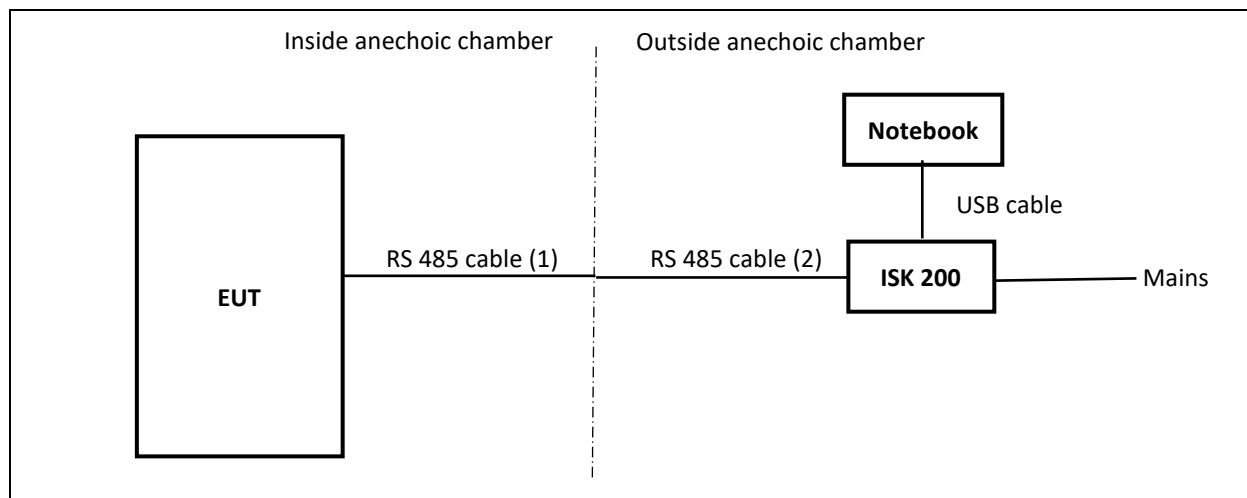 Inside anechoic chamber
Outside anechoic chamber
Notebook
USB cable
RS 485 cable (1)
RS 485 cable (2)
EUT
ISK 200
Mains